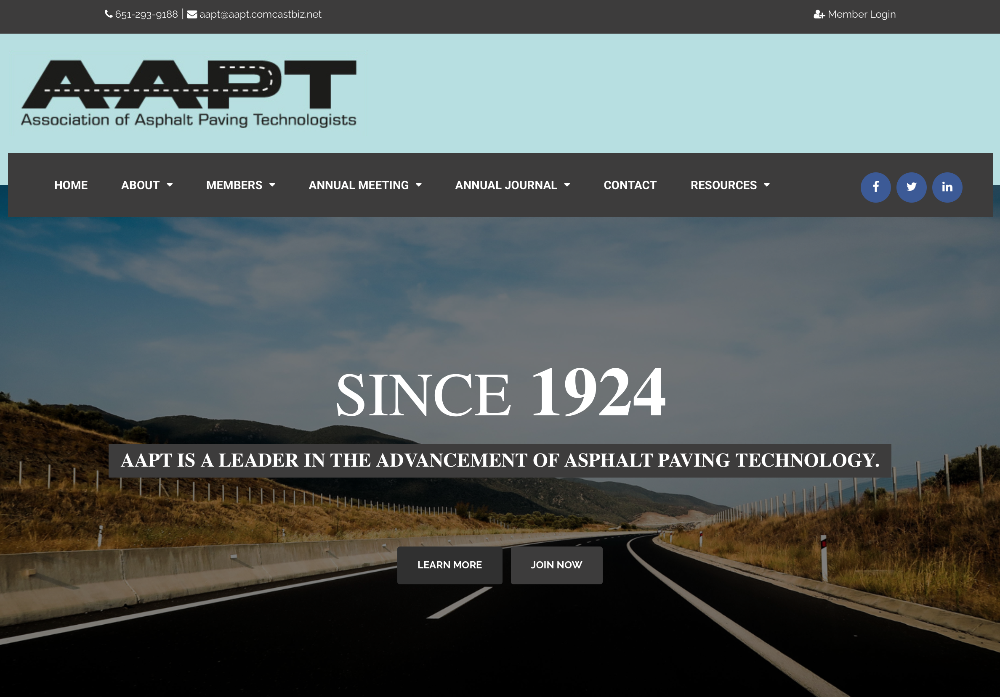 651-293-9188 | aapt@aapt.comcastbiz.net
Member Login
AAPT
Association of Asphalt Paving Technologists
HOME ABOUT MEMBERS ANNUAL MEETING ANNUAL JOURNAL CONTACT RESOURCES
SINCE 1924
AAPT IS A LEADER IN THE ADVANCEMENT OF ASPHALT PAVING TECHNOLOGY.
LEARN MORE JOIN NOW